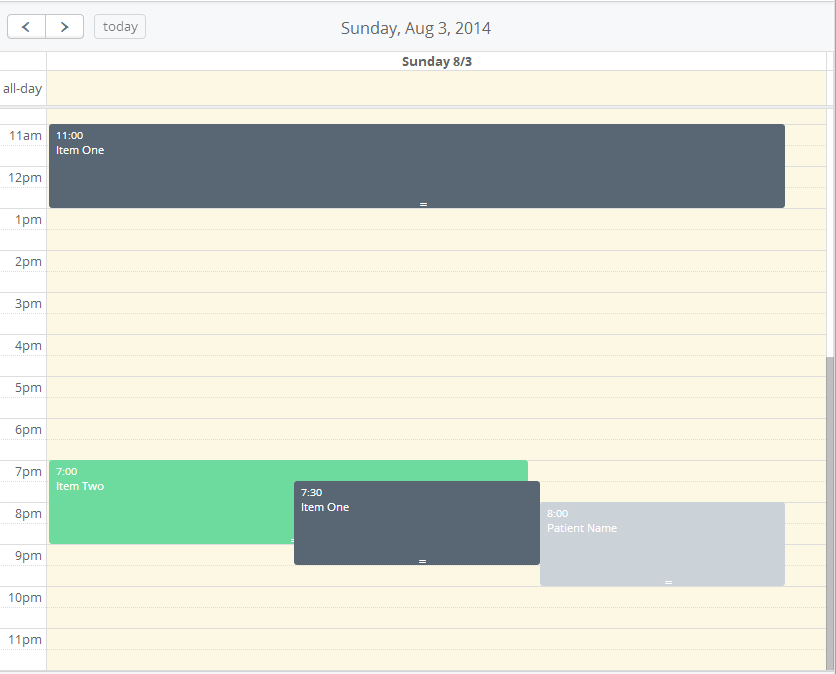 today
Sunday, Aug 3, 2014
Sunday 8/3
all-day
11am
11:00
Item One
12pm
1pm
2pm
3pm
4pm
5pm
6pm
7pm
7:00
Item Two
7:30
Item One
8pm
8:00
Patient Name
9pm
10pm
11pm